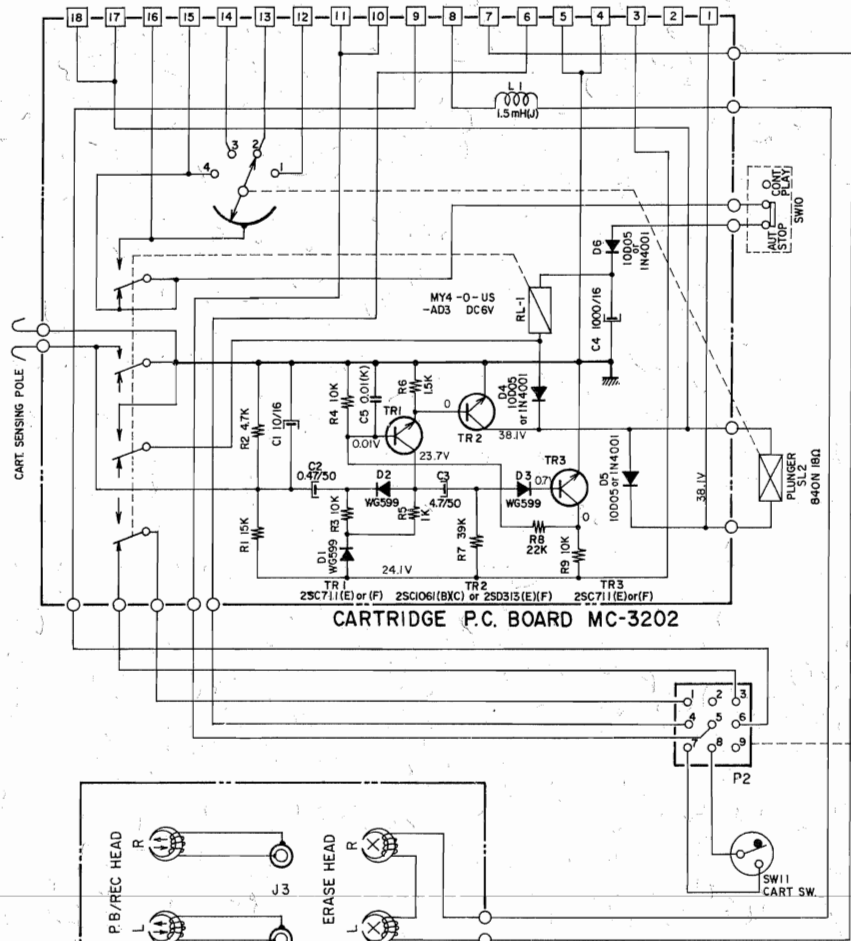 18 17 16 15 14 13 12 11 10 9 8 7 6 5 4 3 2 1
L1
1.5mH(J)
3 2
4 1
CONT PLAY
AUT STOP
SW10
D6
10D05 or 1N4001
MY4-0-US
-AD3 DC6V
RL-1
C4 1000/16
CART. SENSING POLE
R2 4.7K
C1 10/16
R4 10K
C5 0.01(K)
R6 1.5K
TR1
0
0.01V
TR2
D4
10D05 or 1N4001
38.1V
23.7V
TR3
C2
0.47/50
D2
WG599
C3
4.7/50
D3
WG599
0.7V
D5
10D05 or 1N4001
38.1V
PLUNGER
SL2
840N 18Ω
R1 15K
R3 10K
R5 1K
R7 39K
R8
22K
0
R9 10K
D1
WG599
24.1V
TR1
2SC711(E) or (F)
TR2
2SC1061(B)(C) or 2SD313(E)(F)
TR3
2SC711(E)or(F)
CARTRIDGE P.C. BOARD MC-3202
1 2 3
4 5 6
7 8 9
P2
SW11
CART SW.
P.B/REC HEAD
R
L
J3
ERASE HEAD
R
L